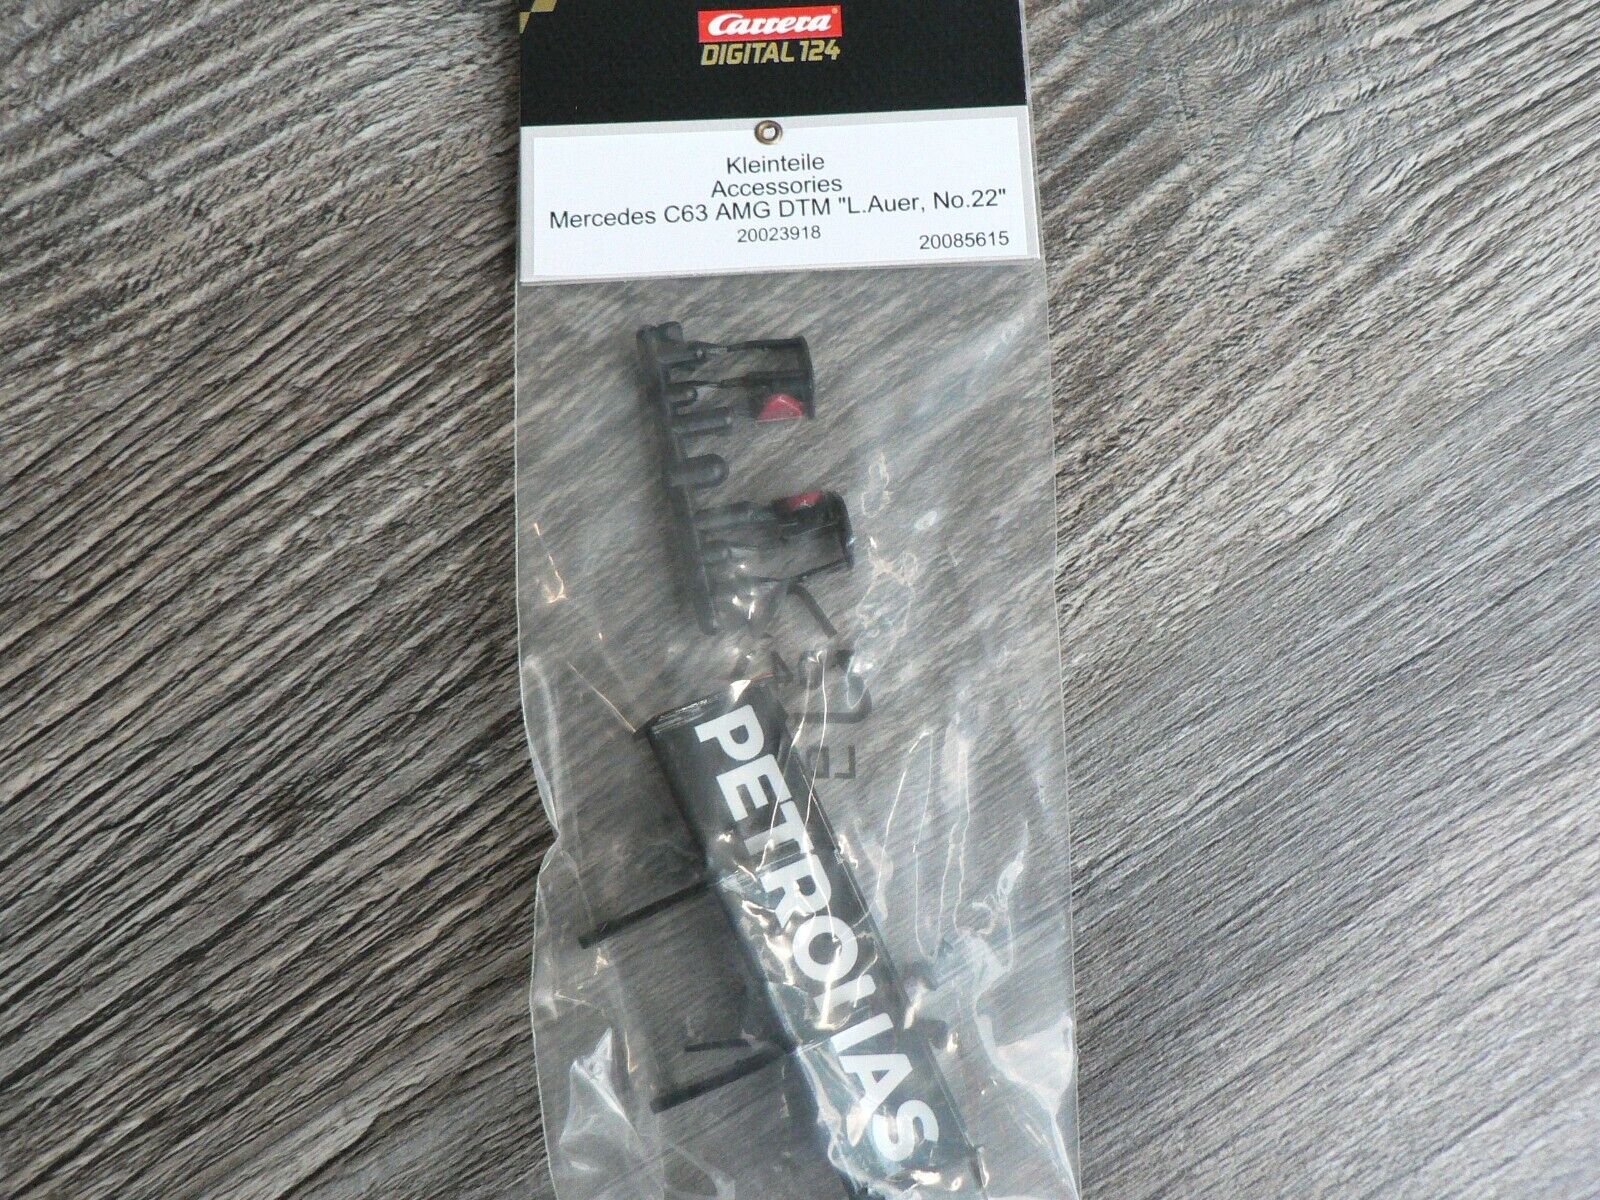 Carrera
DIGITAL 124
Kleinteile
Accessories
Mercedes C63 AMG DTM "L.Auer, No.22"
20023918
20085615
PETRONAS